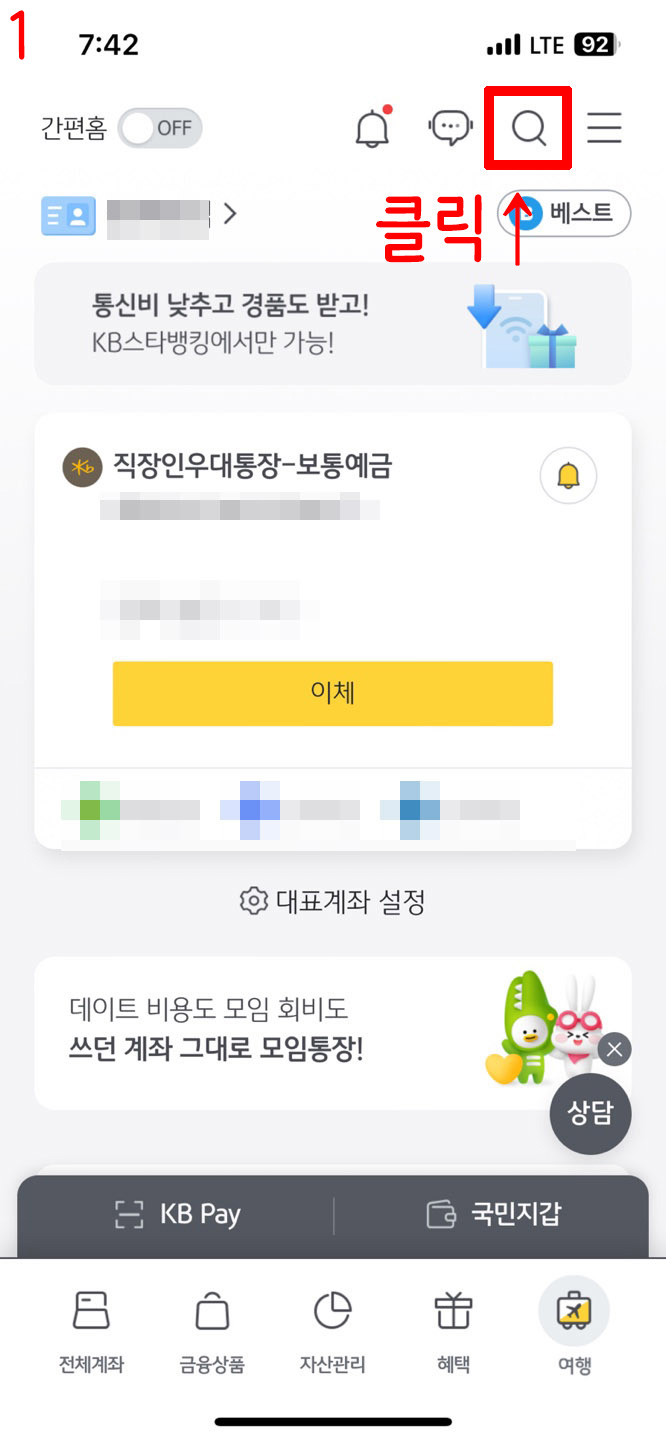 1
7:42
LTE 92
간편홈 OFF
클릭
베스트
통신비 낮추고 경품도 받고!
KB스타뱅킹에서만 가능!
직장인우대통장-보통예금
이체
대표계좌 설정
데이트 비용도 모임 회비도
쓰던 계좌 그대로 모임통장!
상담
KB Pay
국민지갑
전체계좌
금융상품
자산관리
혜택
여행